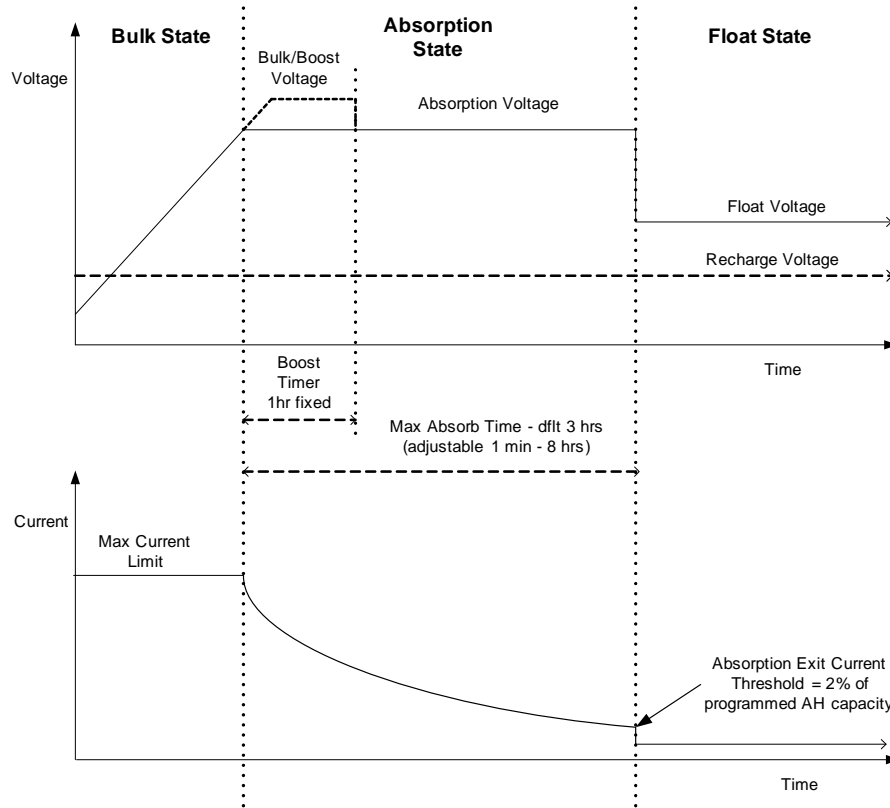 Bulk State
Absorption
State
Float State
Voltage
Bulk/Boost
Voltage
Absorption Voltage
Float Voltage
Recharge Voltage
Time
Boost
Timer
1hr fixed
Max Absorb Time - dflt 3 hrs
(adjustable 1 min - 8 hrs)
Current
Max Current
Limit
Absorption Exit Current
Threshold = 2% of
programmed AH capacity
Time